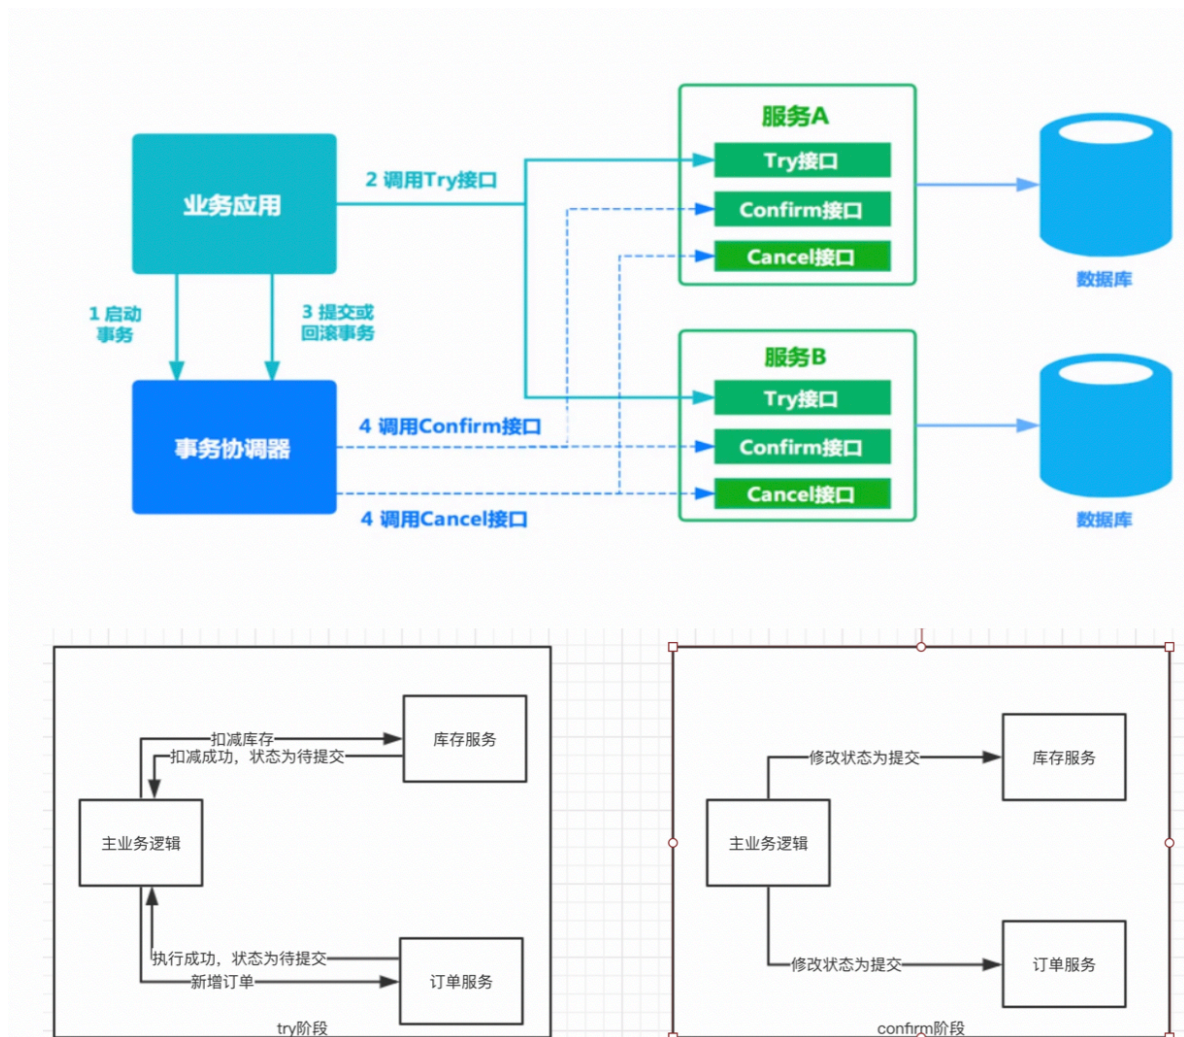 服务A
Try接口
Confirm接口
Cancel接口
业务应用
2 调用Try接口
数据库
1 启动
事务
3 提交或
回滚事务
服务B
Try接口
Confirm接口
Cancel接口
事务协调器
4 调用Confirm接口
4 调用Cancel接口
数据库
扣减库存
扣减成功，状态为待提交
库存服务
主业务逻辑
执行成功，状态为待提交
新增订单
订单服务
try阶段
修改状态为提交
库存服务
主业务逻辑
修改状态为提交
订单服务
confirm阶段